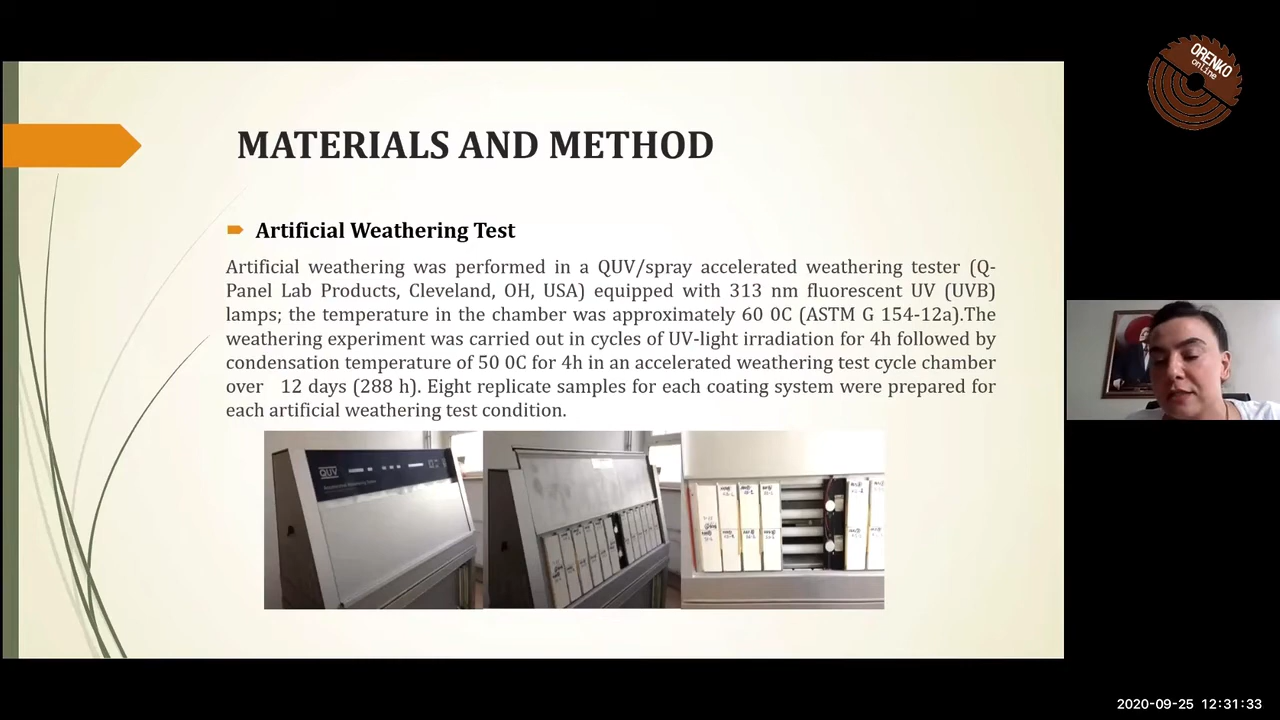 ORENKO
online
MATERIALS AND METHOD
Artificial Weathering Test
Artificial weathering was performed in a QUV/spray accelerated weathering tester (Q-
Panel Lab Products, Cleveland, OH, USA) equipped with 313 nm fluorescent UV (UVB)
lamps; the temperature in the chamber was approximately 60 0C (ASTM G 154-12a).The
weathering experiment was carried out in cycles of UV-light irradiation for 4h followed by
condensation temperature of 50 0C for 4h in an accelerated weathering test cycle chamber
over 12 days (288 h). Eight replicate samples for each coating system were prepared for
each artificial weathering test condition.
QUV
2020-09-25 12:31:33